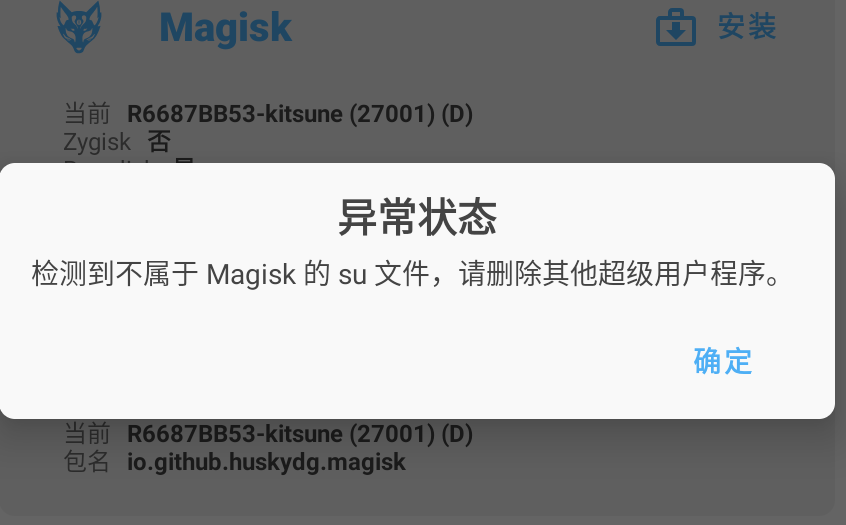 Magisk
安装
当前 R6687BB53-kitsune (27001) (D)
Zygisk 否
异常状态
检测到不属于 Magisk 的 su 文件，请删除其他超级用户程序。
确定
当前 R6687BB53-kitsune (27001) (D)
包名 io.github.huskydg.magisk